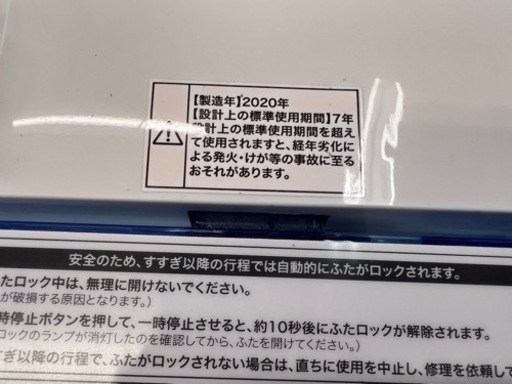 【製造年】2020年
【設計上の標準使用期間】7年
設計上の標準使用期間を超え
て使用されますと、経年劣化に
よる発火・けが等の事故に至る
おそれがあります。
安全のため、すすぎ以降の行程では自動的にふたがロックされます。
たロック中は、無理に開けないでください。
が破損する原因となります。)
時停止ボタンを押して、一時停止させると、約10秒後にふたロックが解除されます。
ロックのランプが消灯したのを確認してから、ふたを開けてください。)
すぎ以降の行程で、ふたがロックされない場合は、直ちに使用を中止し、修理を依頼して